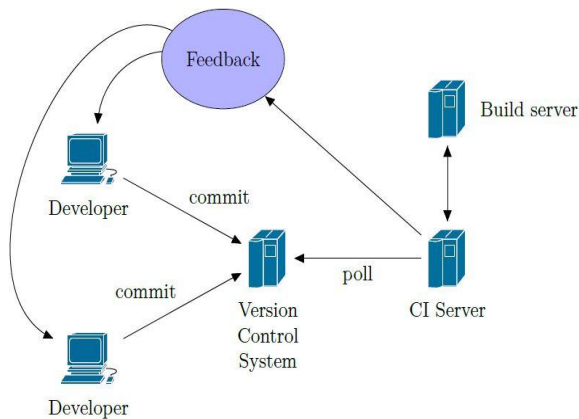 Feedback
Build server
Developer
commit
poll
CI Server
commit
Version
Control
System
Developer